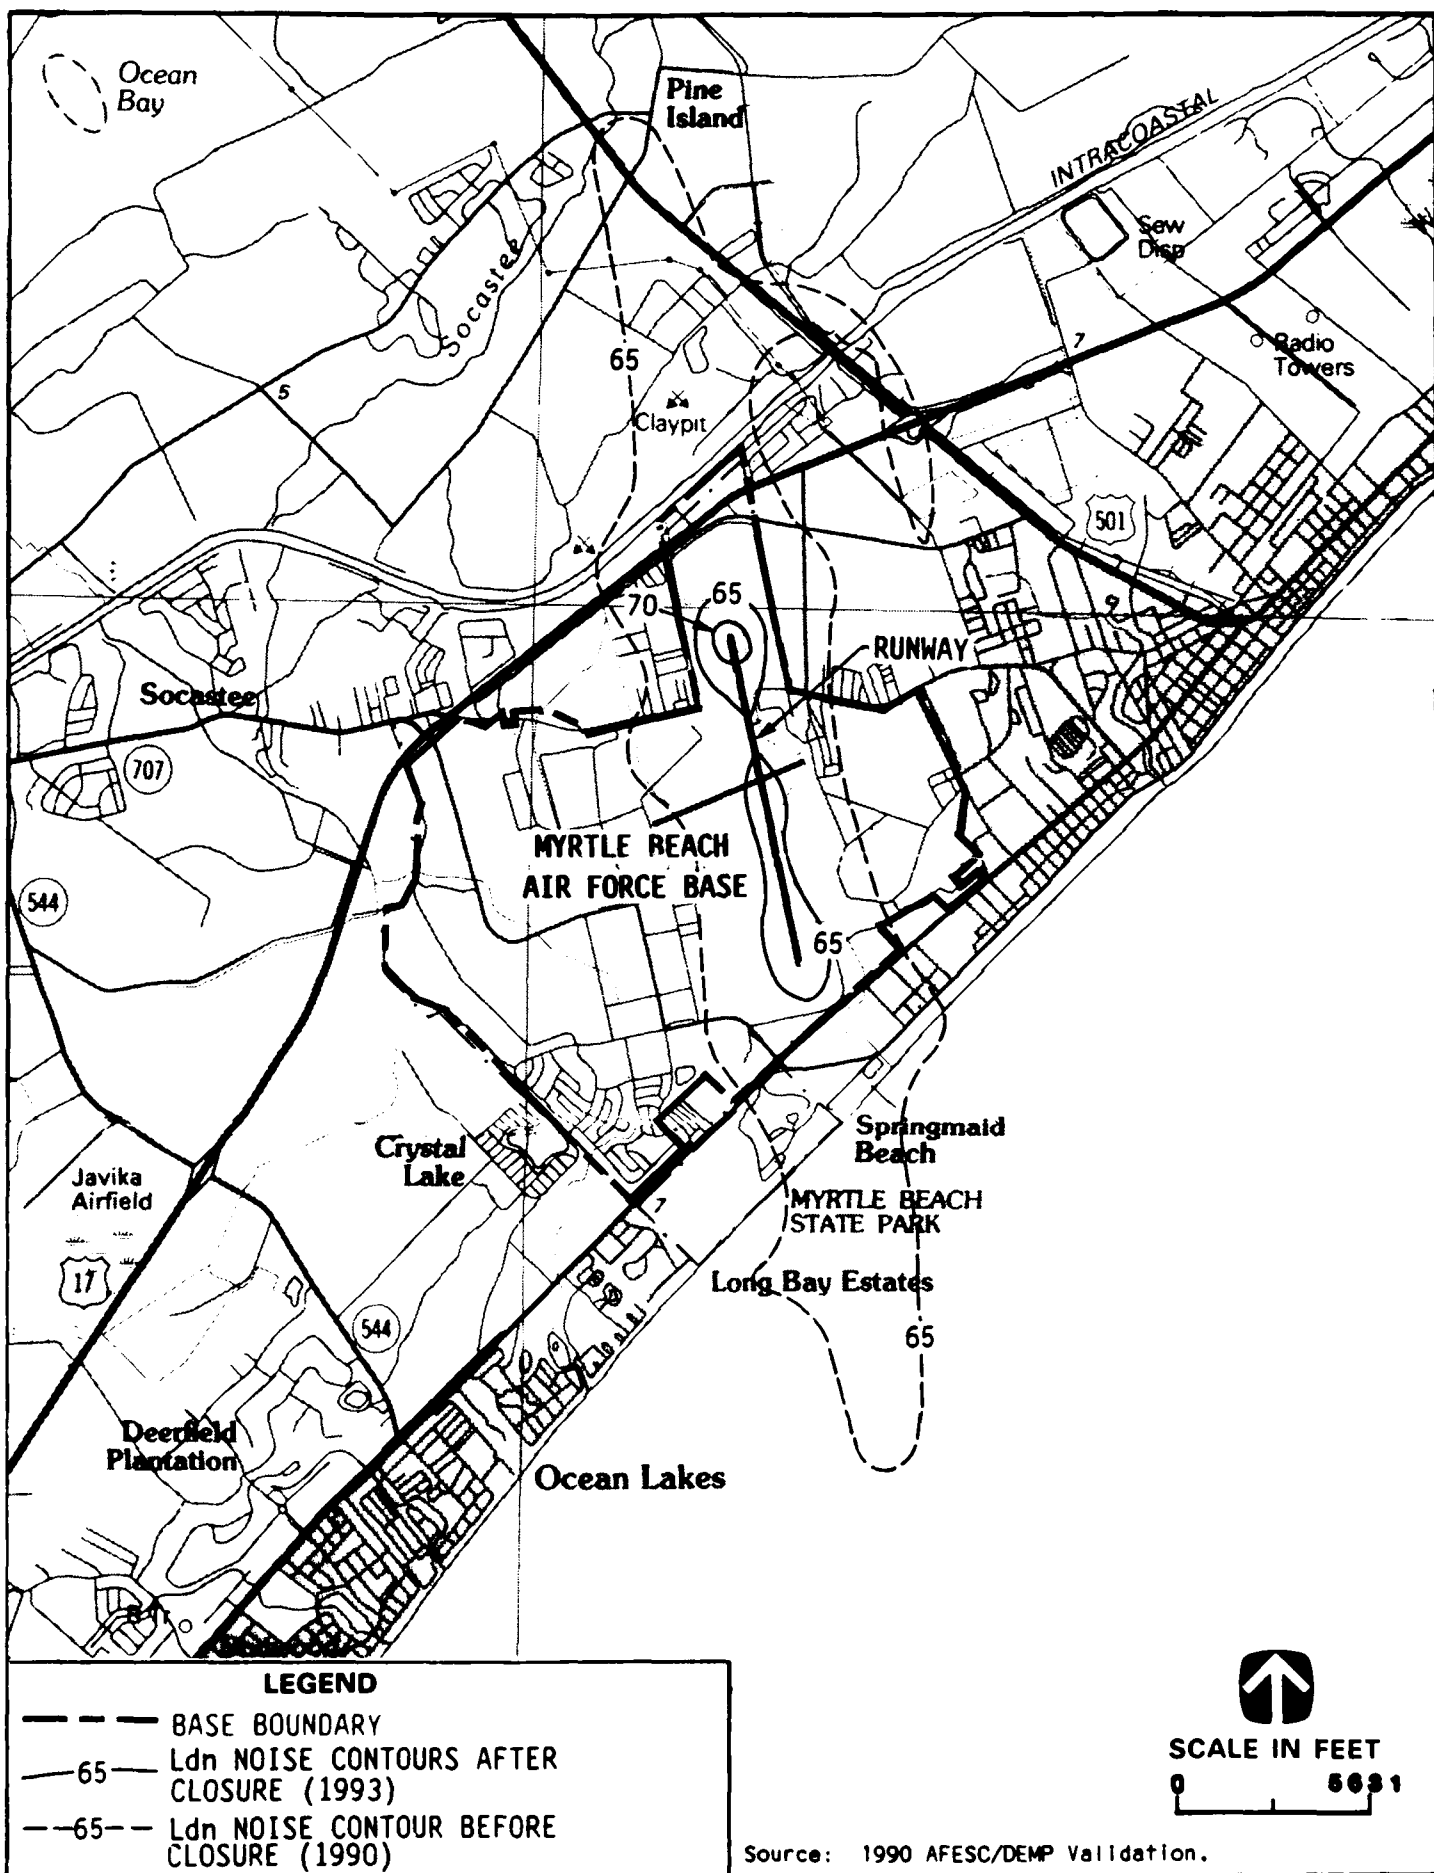 Ocean
Bay
Pine
Island
INTRACOASTAL
Sew
Disp
Socastee
65
7
Radio
Towers
5
Claypit
501
70
65
RUNWAY
Socastee
707
MYRTLE BEACH
AIR FORCE BASE
544
65
Springmaid
Beach
Crystal
Lake
Javika
Airfield
MYRTLE BEACH
STATE PARK
7
17
Long Bay Estates
544
65
Deerfield
Plantation
Ocean Lakes
LEGEND
BASE BOUNDARY
65 Ldn NOISE CONTOURS AFTER
CLOSURE (1993)
65 Ldn NOISE CONTOUR BEFORE
CLOSURE (1990)
SCALE IN FEET
0 5631
Source: 1990 AFESC/DEMP Validation.